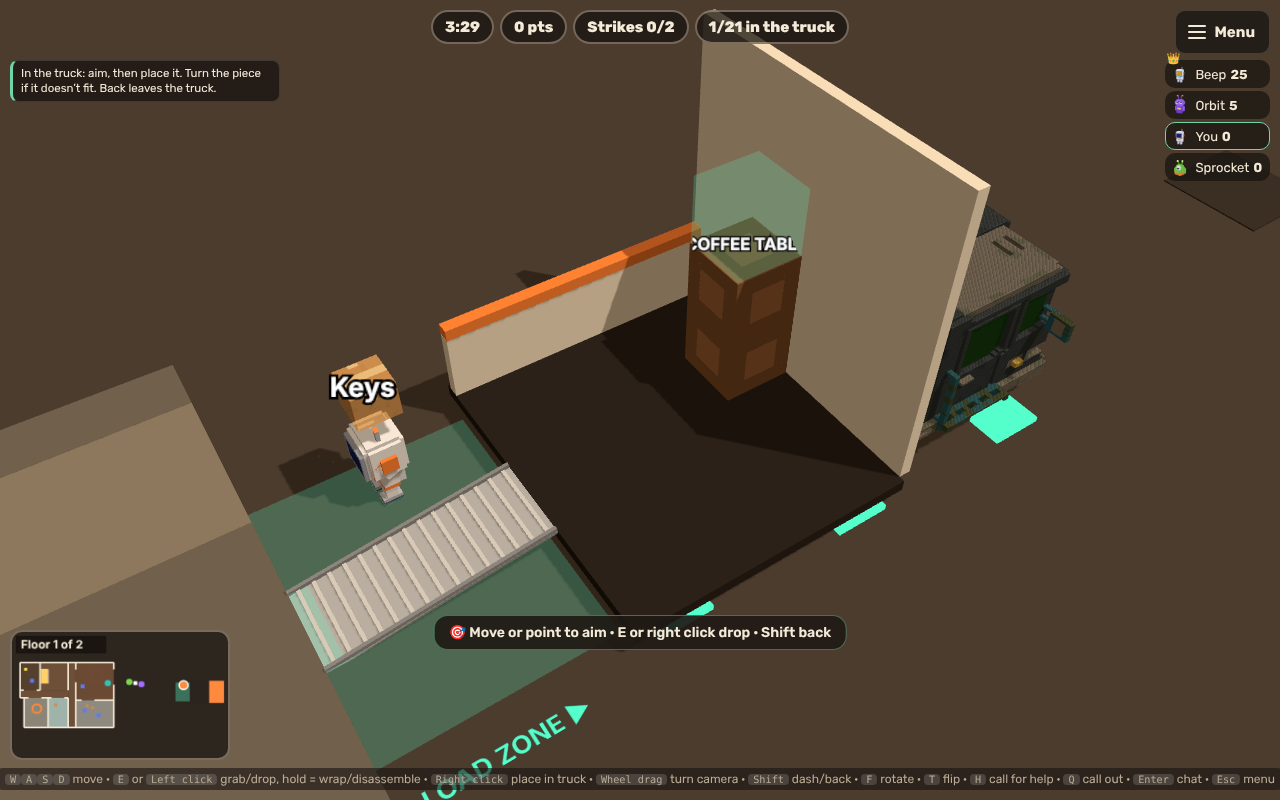 3:29
0 pts
Strikes 0/2
1/21 in the truck
Menu
In the truck: aim, then place it. Turn the piece
if it doesn't fit. Back leaves the truck.
Beep 25
Orbit 5
You 0
Sprocket 0
COFFEE TABL
Keys
Floor 1 of 2
🎯 Move or point to aim · E or right click drop · Shift back
LOAD ZONE ▶
W A S D move · E or Left click grab/drop, hold = wrap/disassemble · Right click place in truck · Wheel drag turn camera · Shift dash/back · F rotate · T flip · H call for help · Q call out · Enter chat · Esc menu